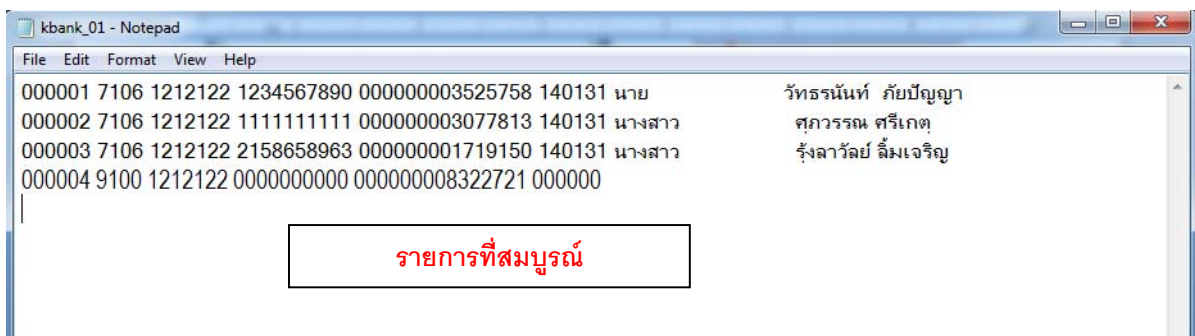 kbank_01 - Notepad
File Edit Format View Help
000001 7106 1212122 1234567890 000000003525758 140131 นาย วัทธรนันท์ ภัยปัญญา
000002 7106 1212122 1111111111 000000003077813 140131 นางสาว ศุภวรรณ ศรีเกตุ
000003 7106 1212122 2158658963 000000001719150 140131 นางสาว รุ้งลาวัลย์ ลิ้มเจริญ
000004 9100 1212122 0000000000 000000008322721 000000
รายการที่สมบูรณ์